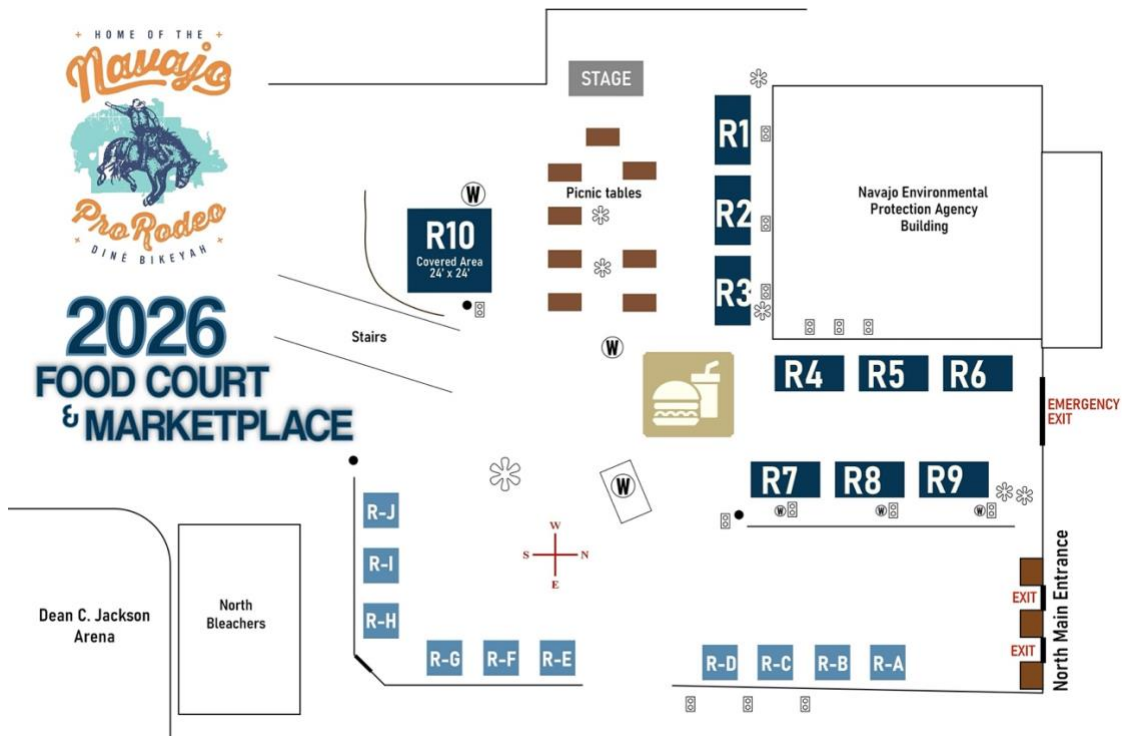 + HOME OF THE +
Navajo
Pro Rodeo
+ DINÉ BIKEYAH +
2026
FOOD COURT
& MARKETPLACE
STAGE
Picnic tables
W
R10
Covered Area
24' x 24'
Stairs
W
R1
R2
R3
Navajo Environmental
Protection Agency
Building
R4
R5
R6
EMERGENCY
EXIT
R7
R8
R9
W
W
W
W
W
S
N
E
R-J
R-I
R-H
R-G
R-F
R-E
R-D
R-C
R-B
R-A
EXIT
EXIT
North Main Entrance
Dean C. Jackson
Arena
North
Bleachers